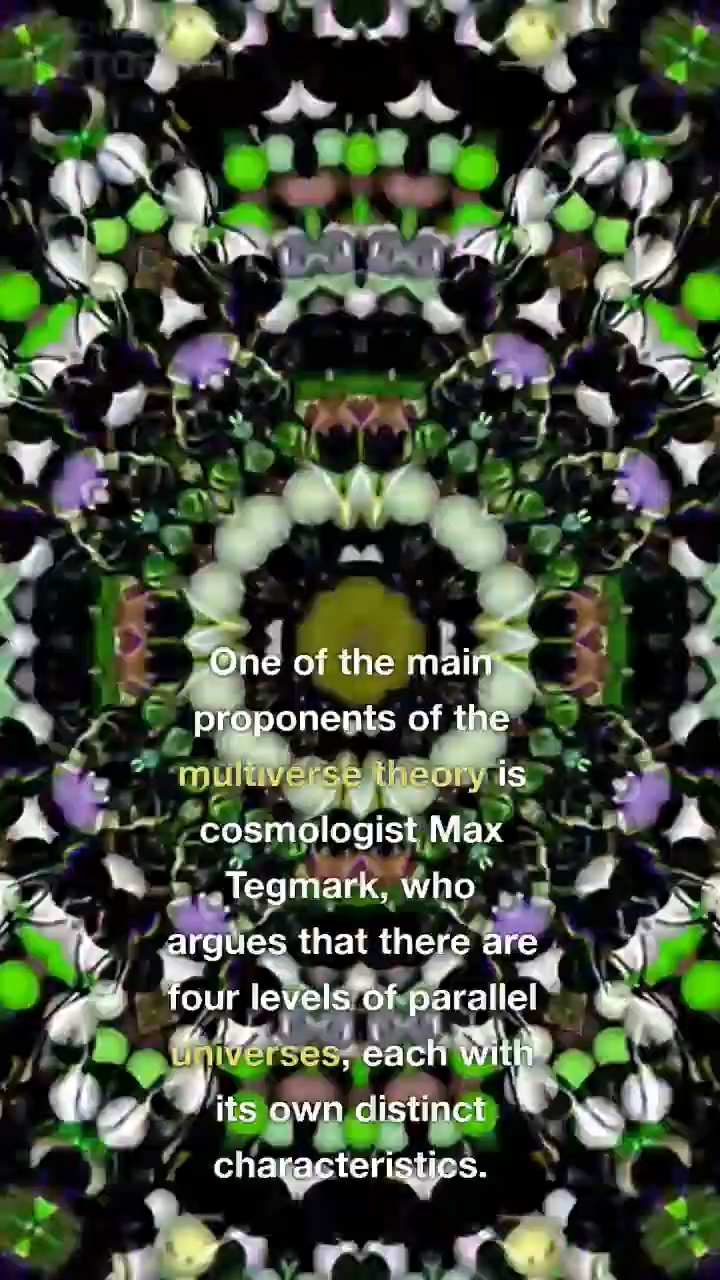 One of the main
proponents of the
multiverse theory is
cosmologist Max
Tegmark, who
argues that there are
four levels of parallel
universes, each with
its own distinct
characteristics.